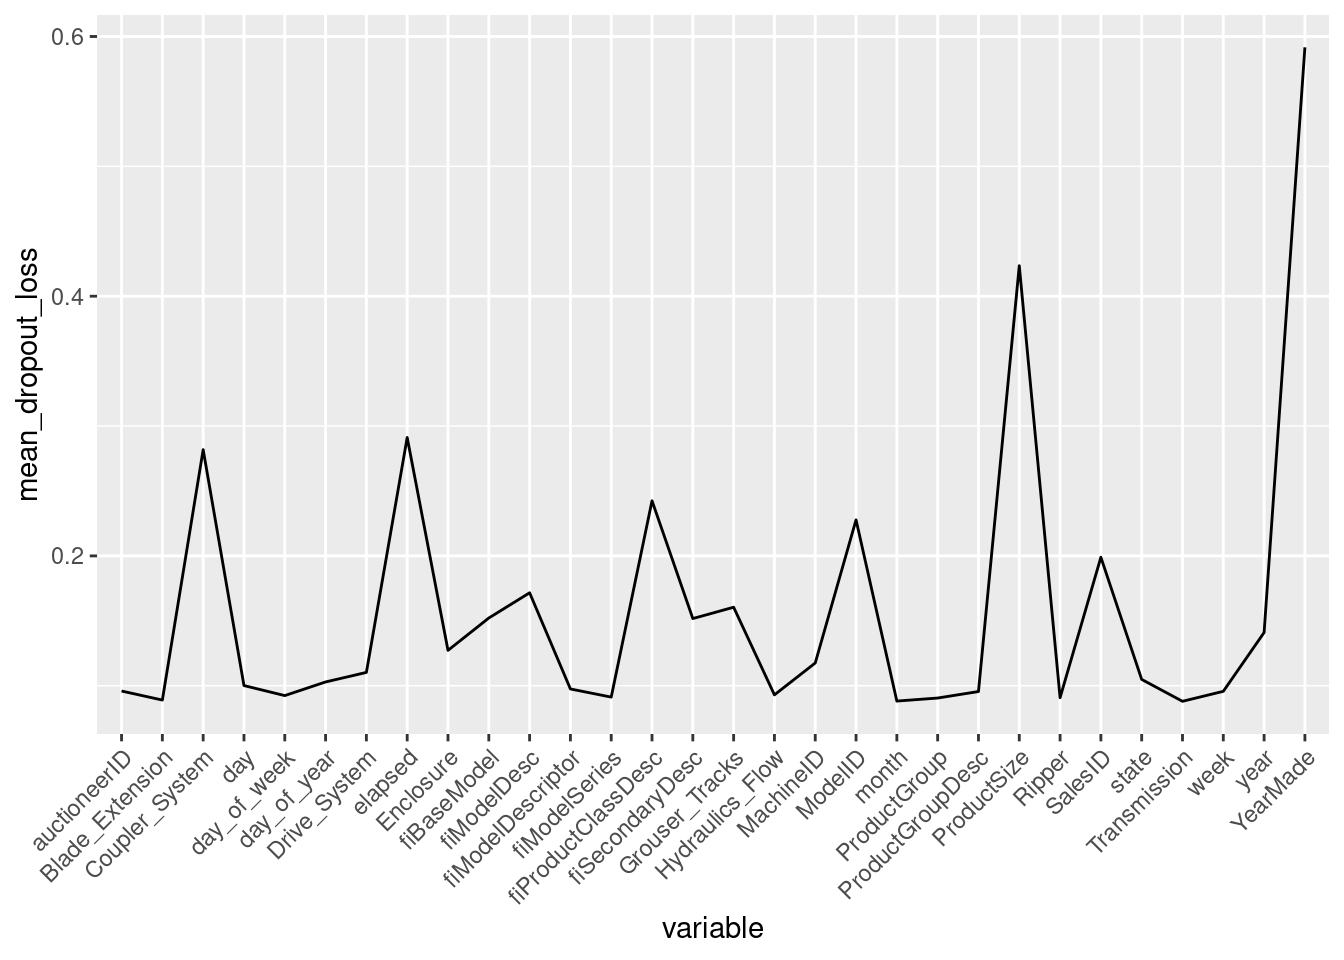 0.6
0.4
0.2
mean_dropout_loss
auctioneerID
Blade_Extension
Coupler_System
day
day_of_week
day_of_year
Drive_System
elapsed
Enclosure
fiBaseModel
fiModelDesc
fiModelDescriptor
fiModelSeries
fiProductClassDesc
fiSecondaryDesc
Grouser_Tracks
Hydraulics_Flow
MachineID
ModelID
month
ProductGroup
ProductGroupDesc
ProductSize
Ripper
SalesID
state
Transmission
week
year
YearMade
variable